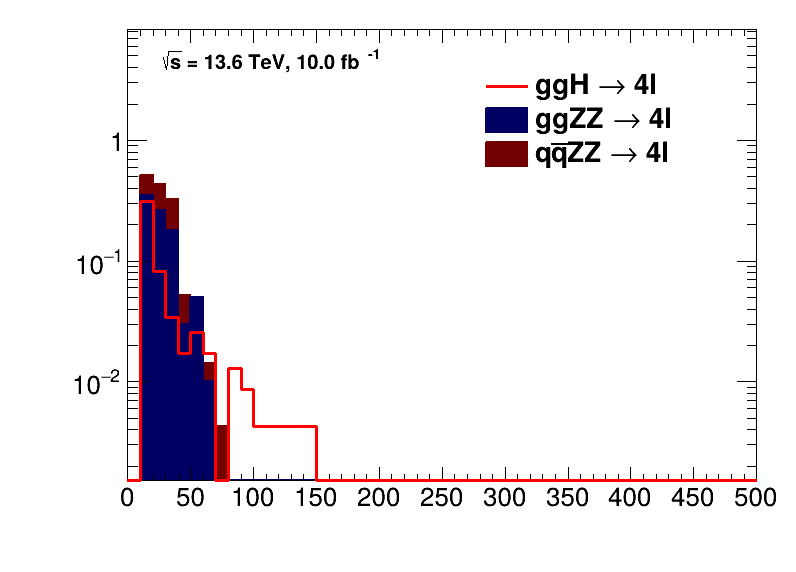 √s = 13.6 TeV, 10.0 fb⁻¹
ggH → 4l
ggZZ → 4l
qq̅ZZ → 4l
1
10⁻¹
10⁻²
0 50 100 150 200 250 300 350 400 450 500